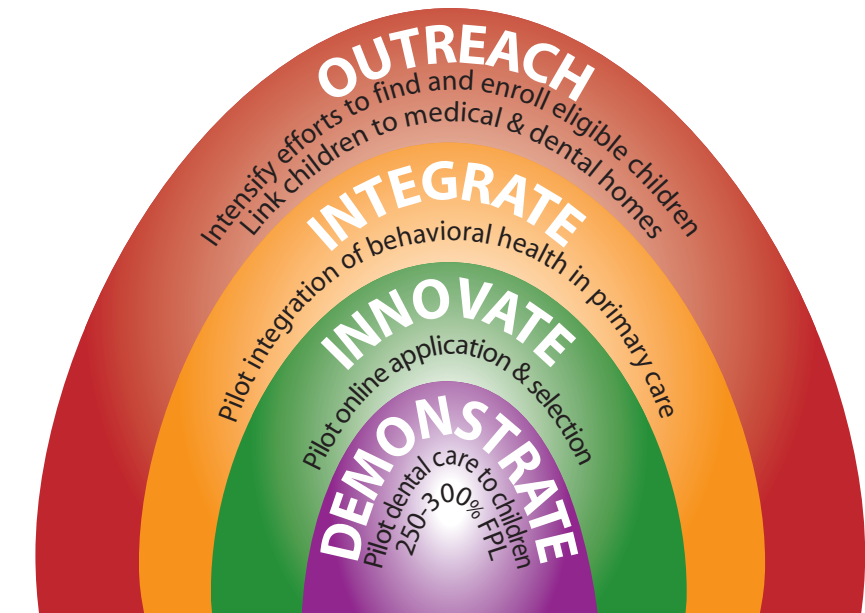 OUTREACH
Intensify efforts to find and enroll eligible children
Link children to medical & dental homes
INTEGRATE
Pilot integration of behavioral health in primary care
INNOVATE
Pilot online application & selection
DEMONSTRATE
Pilot dental care to children
250-300% FPL